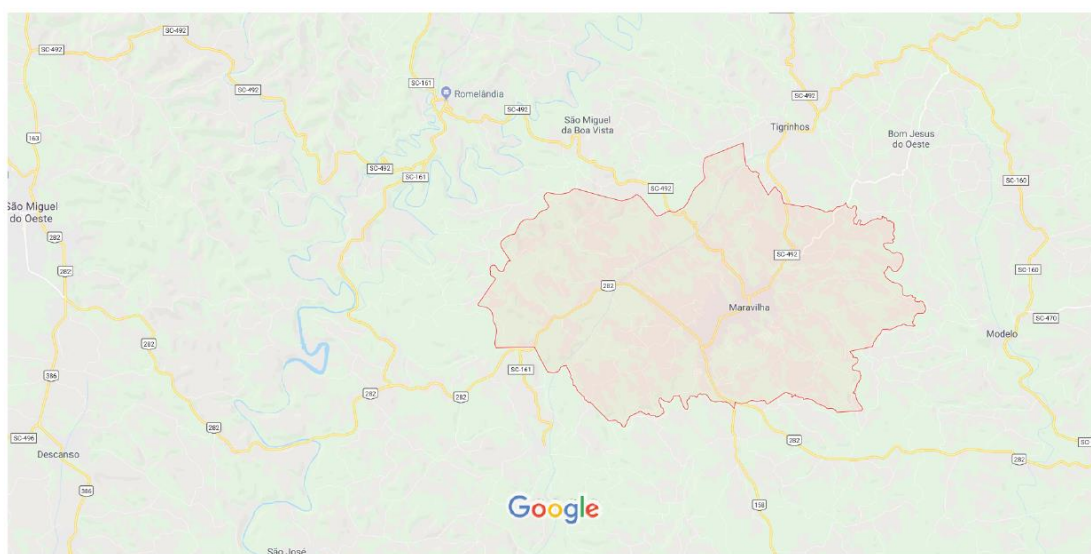 SC-492
SC-492
SC-492
SC-161
Romelândia
SC-492
SC-492
163
São Miguel
da Boa Vista
Tigrinhos
Bom Jesus
do Oeste
SC-492
SC-161
SC-492
SC-160
São Miguel
do Oeste
282
282
SC-492
SC-160
282
Maravilha
SC-470
Modelo
282
386
SC-161
282
282
282
SC-496
Descanso
282
282
386
158
Google
São José